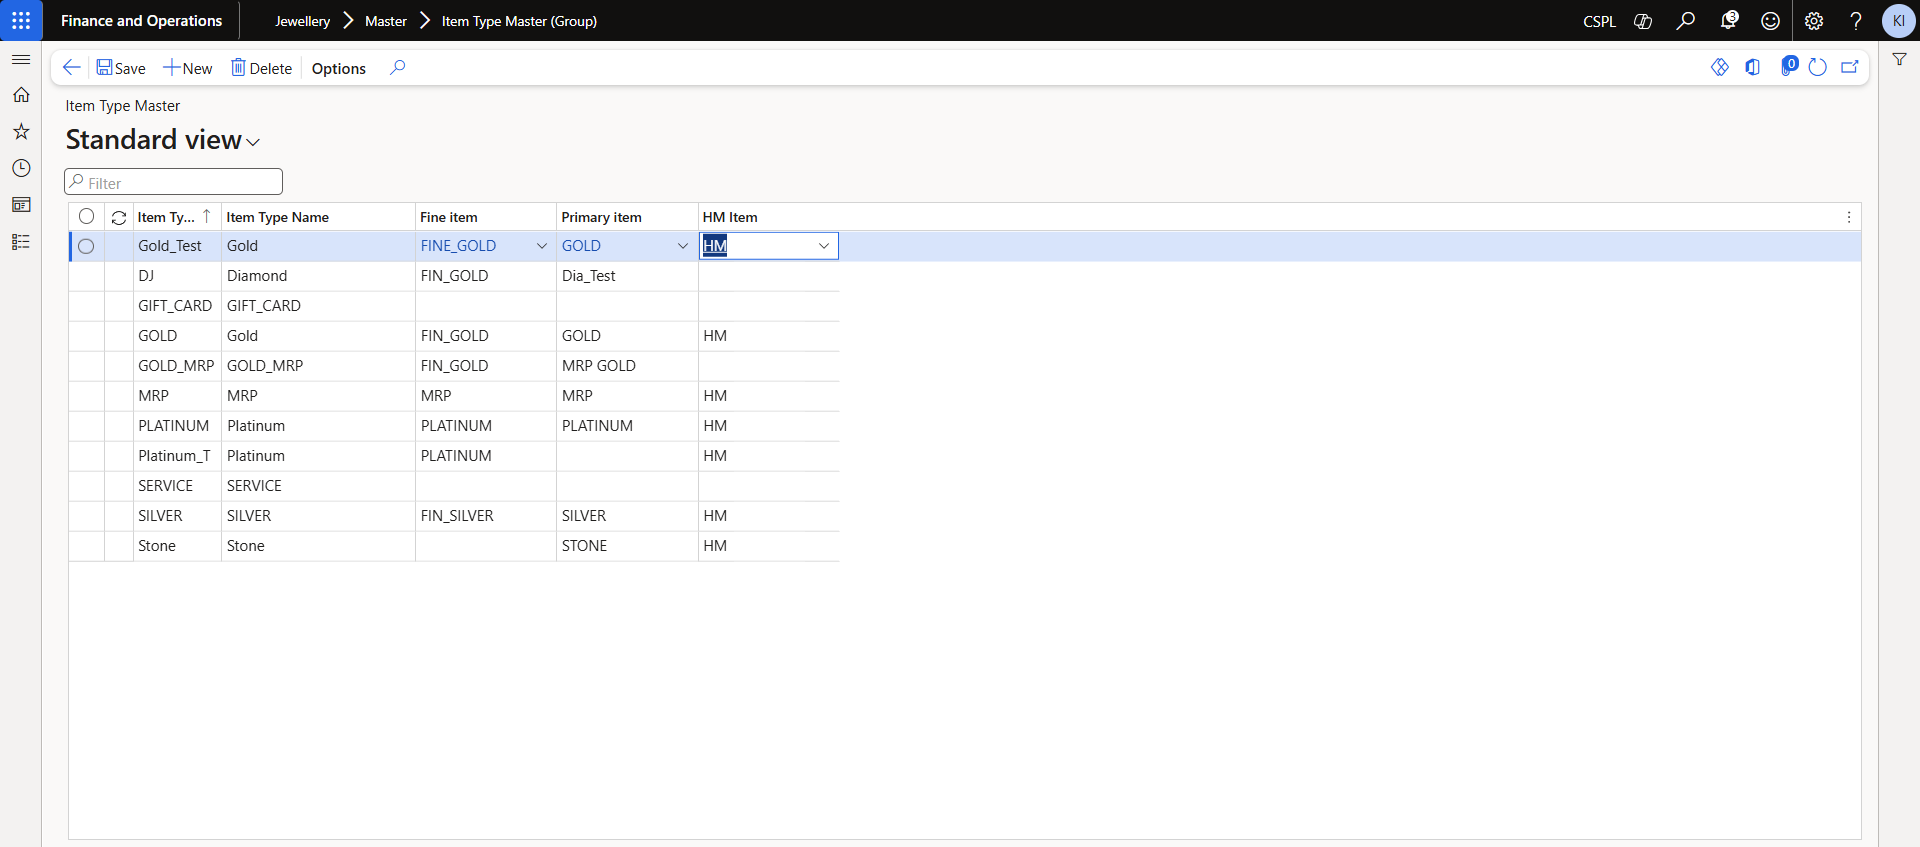 Finance and Operations Jewellery Master Item Type Master (Group) CSPL 3 KI
Save New Delete Options 0
Item Type Master
Standard view
Filter
Item Ty... Item Type Name Fine item Primary item HM Item
Gold_Test Gold FINE_GOLD GOLD HM
DJ Diamond FIN_GOLD Dia_Test
GIFT_CARD GIFT_CARD
GOLD Gold FIN_GOLD GOLD HM
GOLD_MRP GOLD_MRP FIN_GOLD MRP GOLD
MRP MRP MRP MRP HM
PLATINUM Platinum PLATINUM PLATINUM HM
Platinum_T Platinum PLATINUM HM
SERVICE SERVICE
SILVER SILVER FIN_SILVER SILVER HM
Stone Stone STONE HM